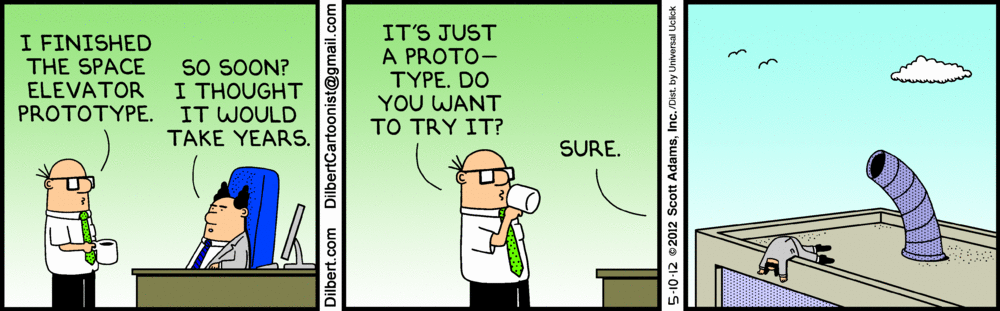 I FINISHED
THE SPACE
ELEVATOR
PROTOTYPE.
SO SOON?
I THOUGHT
IT WOULD
TAKE YEARS.
Dilbert.com DilbertCartoonist@gmail.com
IT'S JUST
A PROTO—
TYPE. DO
YOU WANT
TO TRY IT?
SURE.
5-10-12 © 2012 Scott Adams, Inc. /Dist. by Universal Uclick